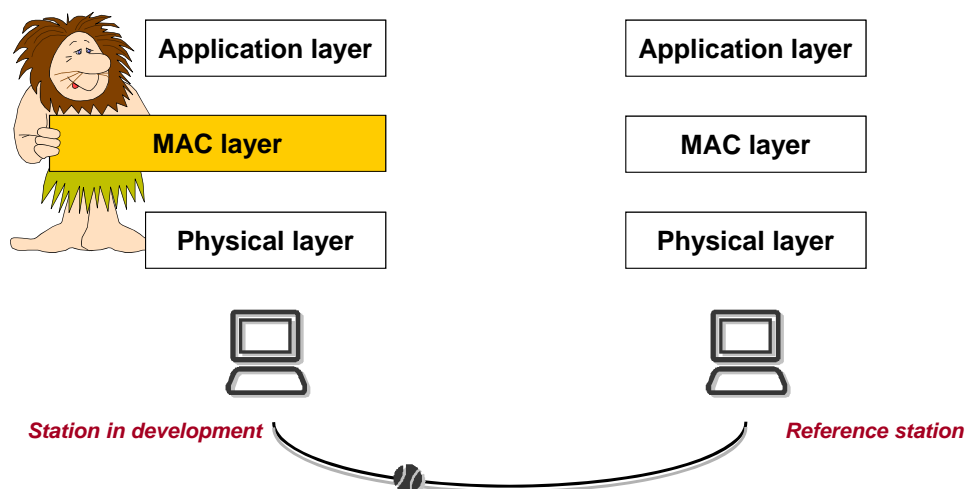 Application layer
Application layer
MAC layer
MAC layer
Physical layer
Physical layer
Station in development
Reference station